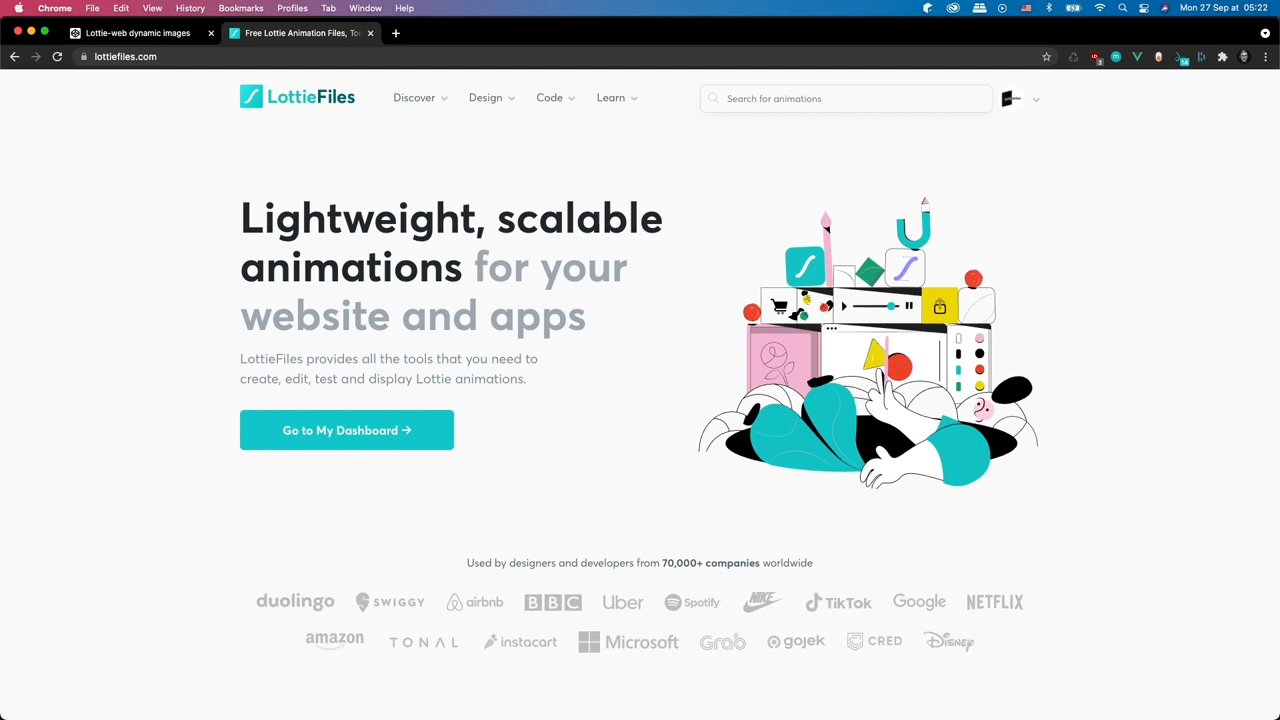 Chrome File Edit View History Bookmarks Profiles Tab Window Help Mon 27 Sep at 05:22
Lottie-web dynamic images
Free Lottie Animation Files, Too
lottiefiles.com
LottieFiles Discover Design Code Learn Search for animations
Lightweight, scalable
animations for your
website and apps
LottieFiles provides all the tools that you need to
create, edit, test and display Lottie animations.
Go to My Dashboard →
Used by designers and developers from 70,000+ companies worldwide
duolingo SWIGGY airbnb BBC Uber Spotify NIKE TikTok Google NETFLIX
amazon TONAL instacart Microsoft Grab gojek CRED Disney